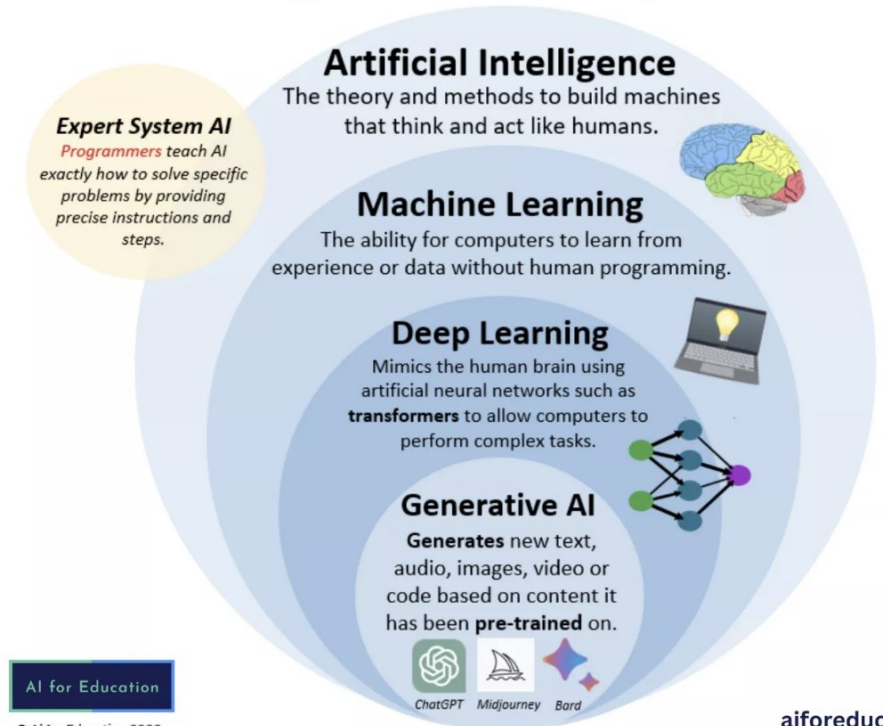 Artificial Intelligence
The theory and methods to build machines
that think and act like humans.
Expert System AI
Programmers teach AI
exactly how to solve specific
problems by providing
precise instructions and
steps.
Machine Learning
The ability for computers to learn from
experience or data without human programming.
Deep Learning
Mimics the human brain using
artificial neural networks such as
transformers to allow computers to
perform complex tasks.
Generative AI
Generates new text,
audio, images, video or
code based on content it
has been pre-trained on.
ChatGPT Midjourney Bard
AI for Education